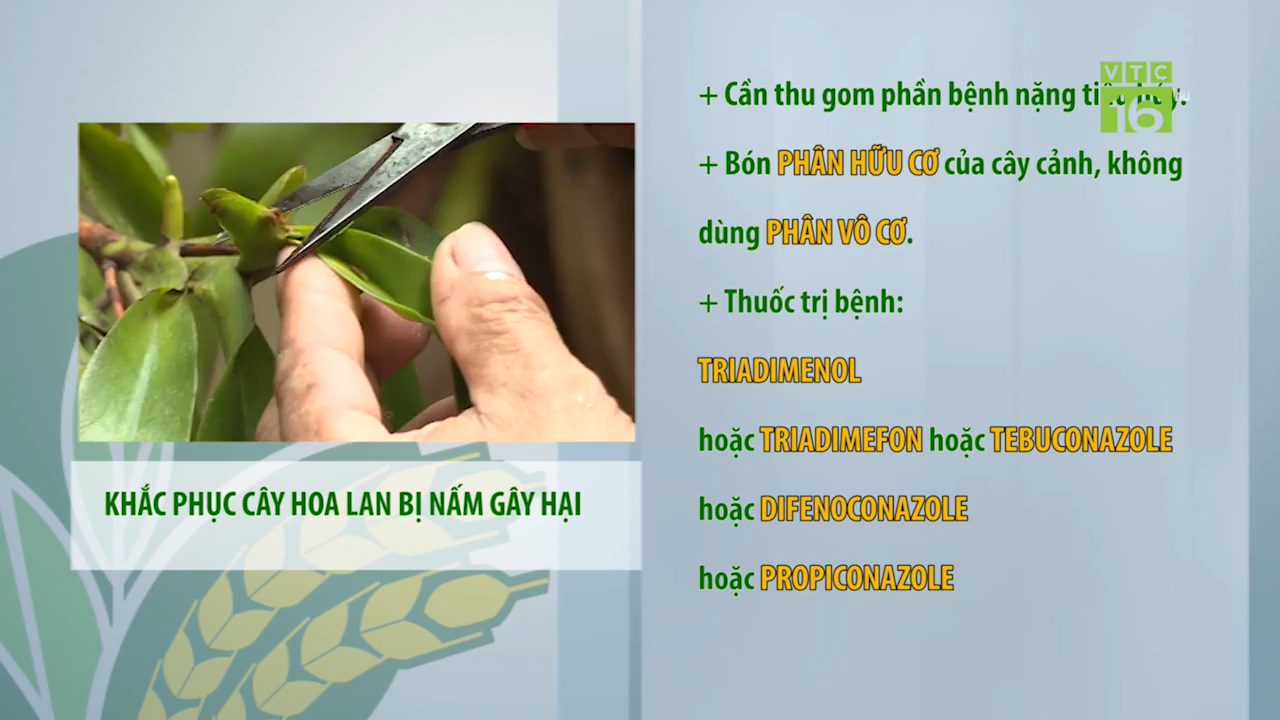 VTC
16
+ Cần thu gom phần bệnh nặng
+ Bón PHÂN HỮU CƠ của cây cảnh, không
dùng PHÂN VÔ CƠ.
+ Thuốc trị bệnh:
TRIADIMENOL
hoặc TRIADIMEFON hoặc TEBUCONAZOLE
hoặc DIFENOCONAZOLE
hoặc PROPICONAZOLE
KHẮC PHỤC CÂY HOA LAN BỊ NẤM GÂY HẠI